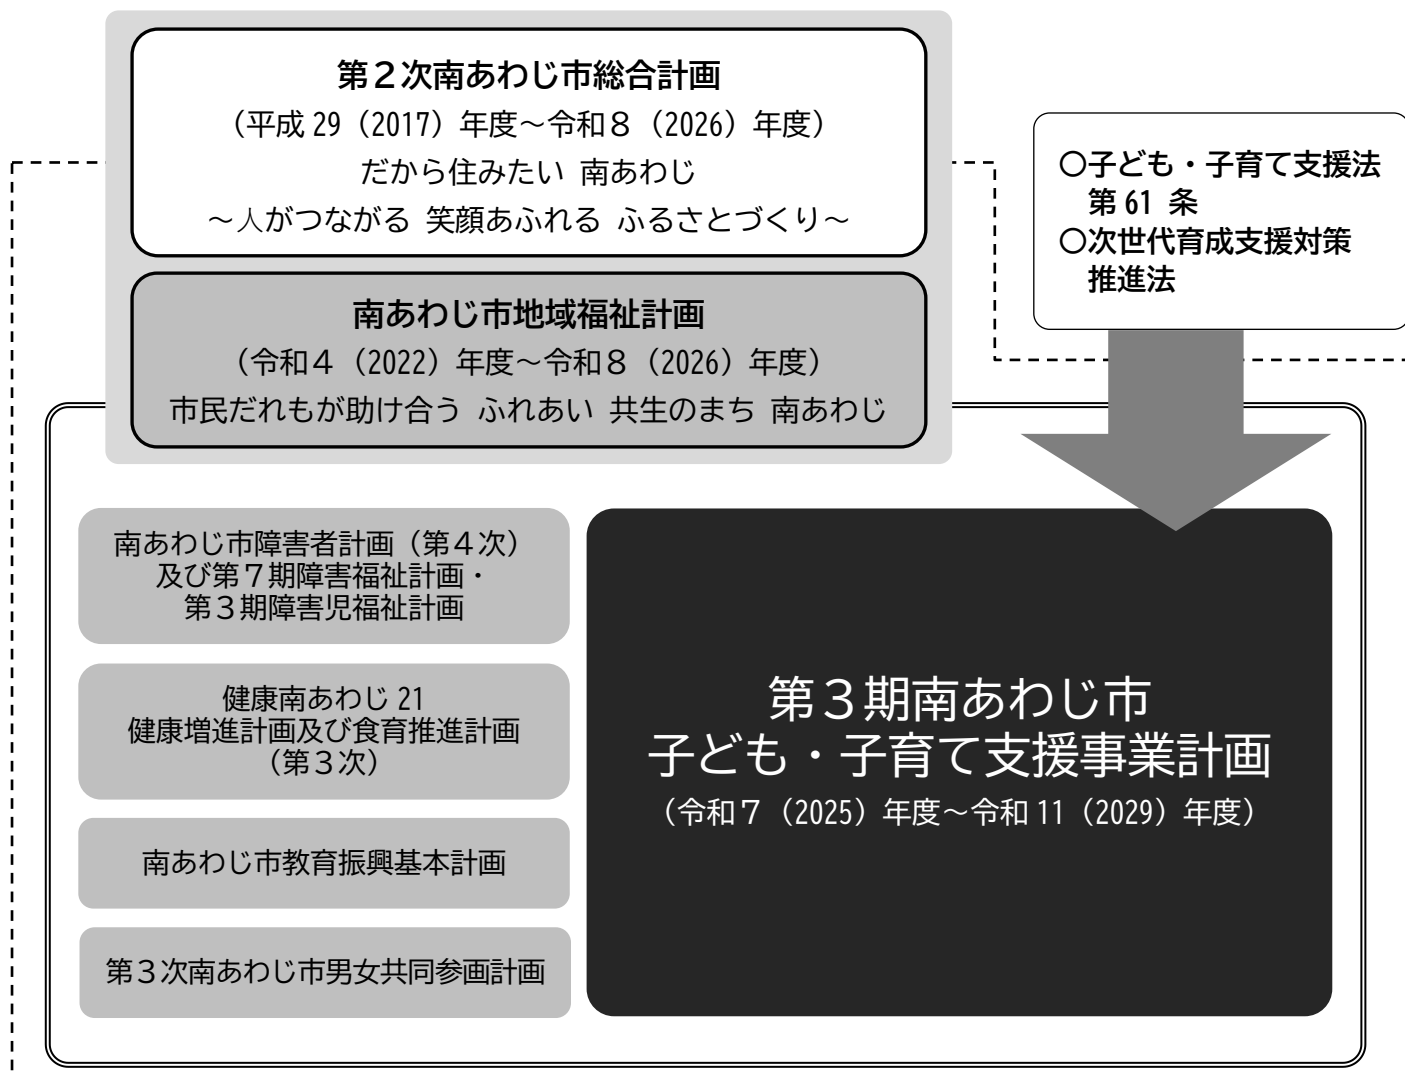 第２次南あわじ市総合計画
（平成 29（2017）年度～令和８（2026）年度）
だから住みたい 南あわじ
～人がつながる 笑顔あふれる ふるさとづくり～
南あわじ市地域福祉計画
（令和４（2022）年度～令和８（2026）年度）
市民だれもが助け合う ふれあい 共生のまち 南あわじ
○子ども・子育て支援法
第 61 条
○次世代育成支援対策
推進法
南あわじ市障害者計画（第４次）
及び第７期障害福祉計画・
第３期障害児福祉計画
健康南あわじ 21
健康増進計画及び食育推進計画
（第３次）
南あわじ市教育振興基本計画
第３次南あわじ市男女共同参画計画
第３期南あわじ市
子ども・子育て支援事業計画
（令和７（2025）年度～令和 11（2029）年度）